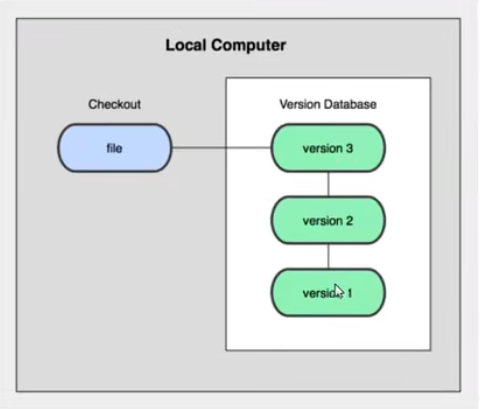 Local Computer
Checkout
Version Database
file
version 3
version 2
version 1